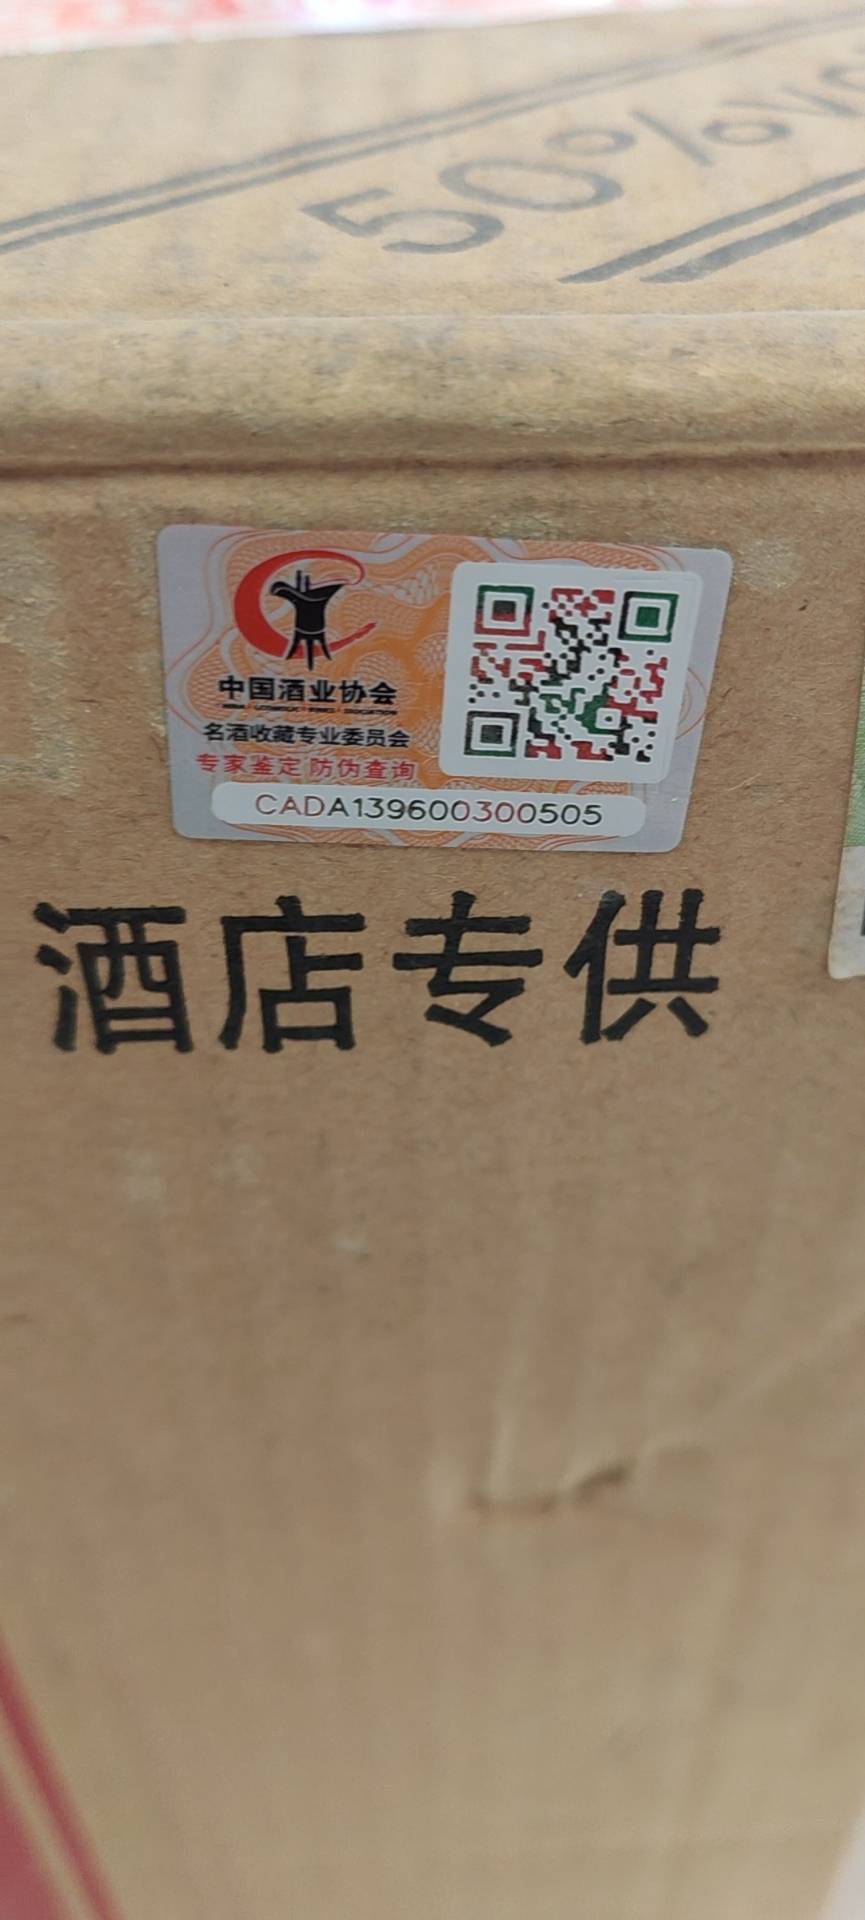 50%vo
中国酒业协会
名酒收藏专业委员会
专家鉴定 防伪查询
CADA139600300505
酒店专供